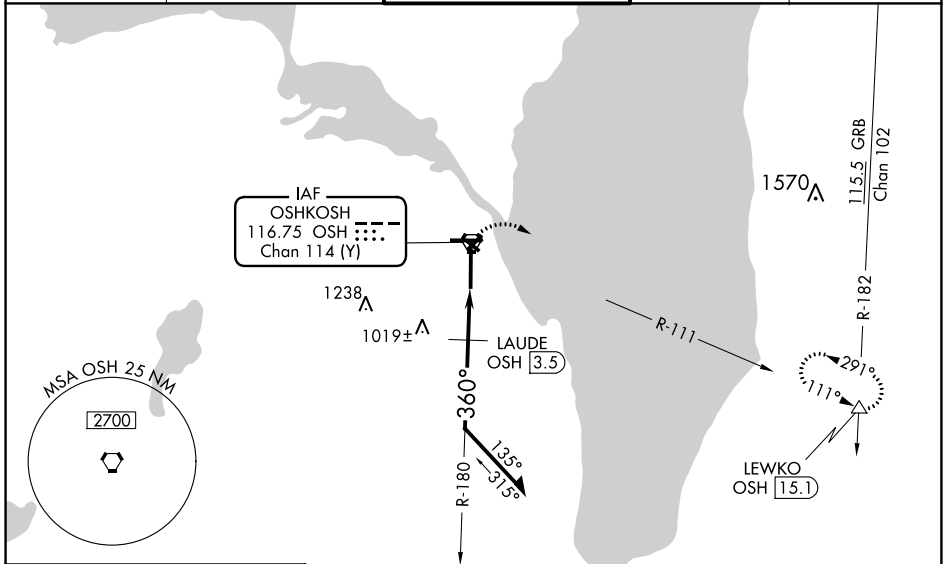 IAF
OSHKOSH
116.75 OSH
Chan 114 (Y)
1570
115.5 GRB
Chan 102
R-182
1238
1019±
LAUDE
OSH 3.5
R-111
MSA OSH 25 NM
2700
360°
135°
315°
R-180
291°
111°
LEWKO
OSH 15.1